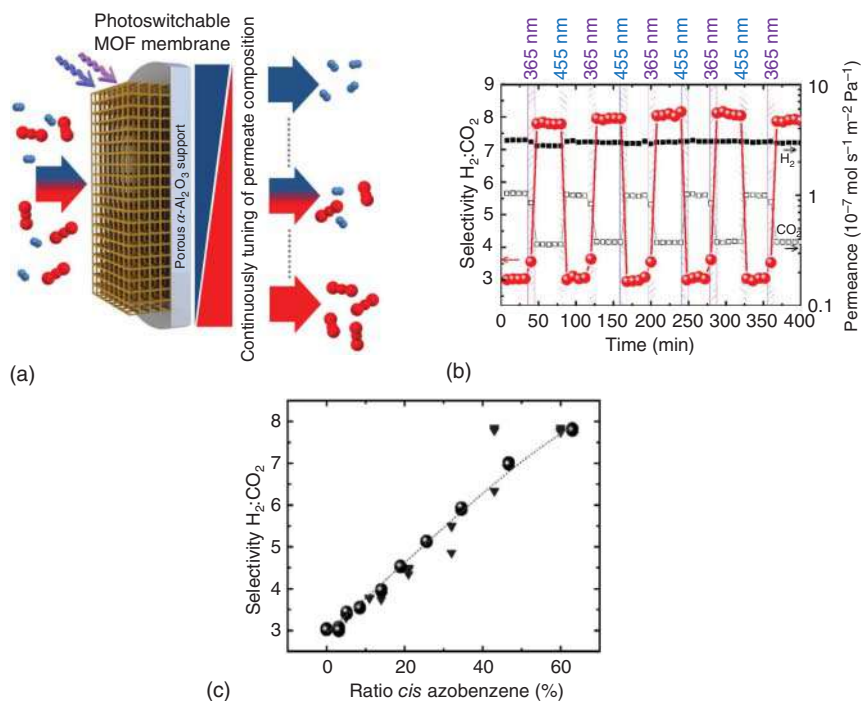 Photoswitchable
MOF membrane
Porous α-Al2O3 support
Continuously tuning of permeate composition
(a)
365 nm
455 nm
365 nm
455 nm
365 nm
455 nm
365 nm
455 nm
365 nm
9
8
7
6
5
4
3
Selectivity H2:CO2
10
1
0.1
Permeance (10−7 mol s−1 m−2 Pa−1)
H2
CO2
0 50 100 150 200 250 300 350 400
Time (min)
(b)
8
7
6
5
4
3
Selectivity H2:CO2
0 20 40 60
Ratio cis azobenzene (%)
(c)